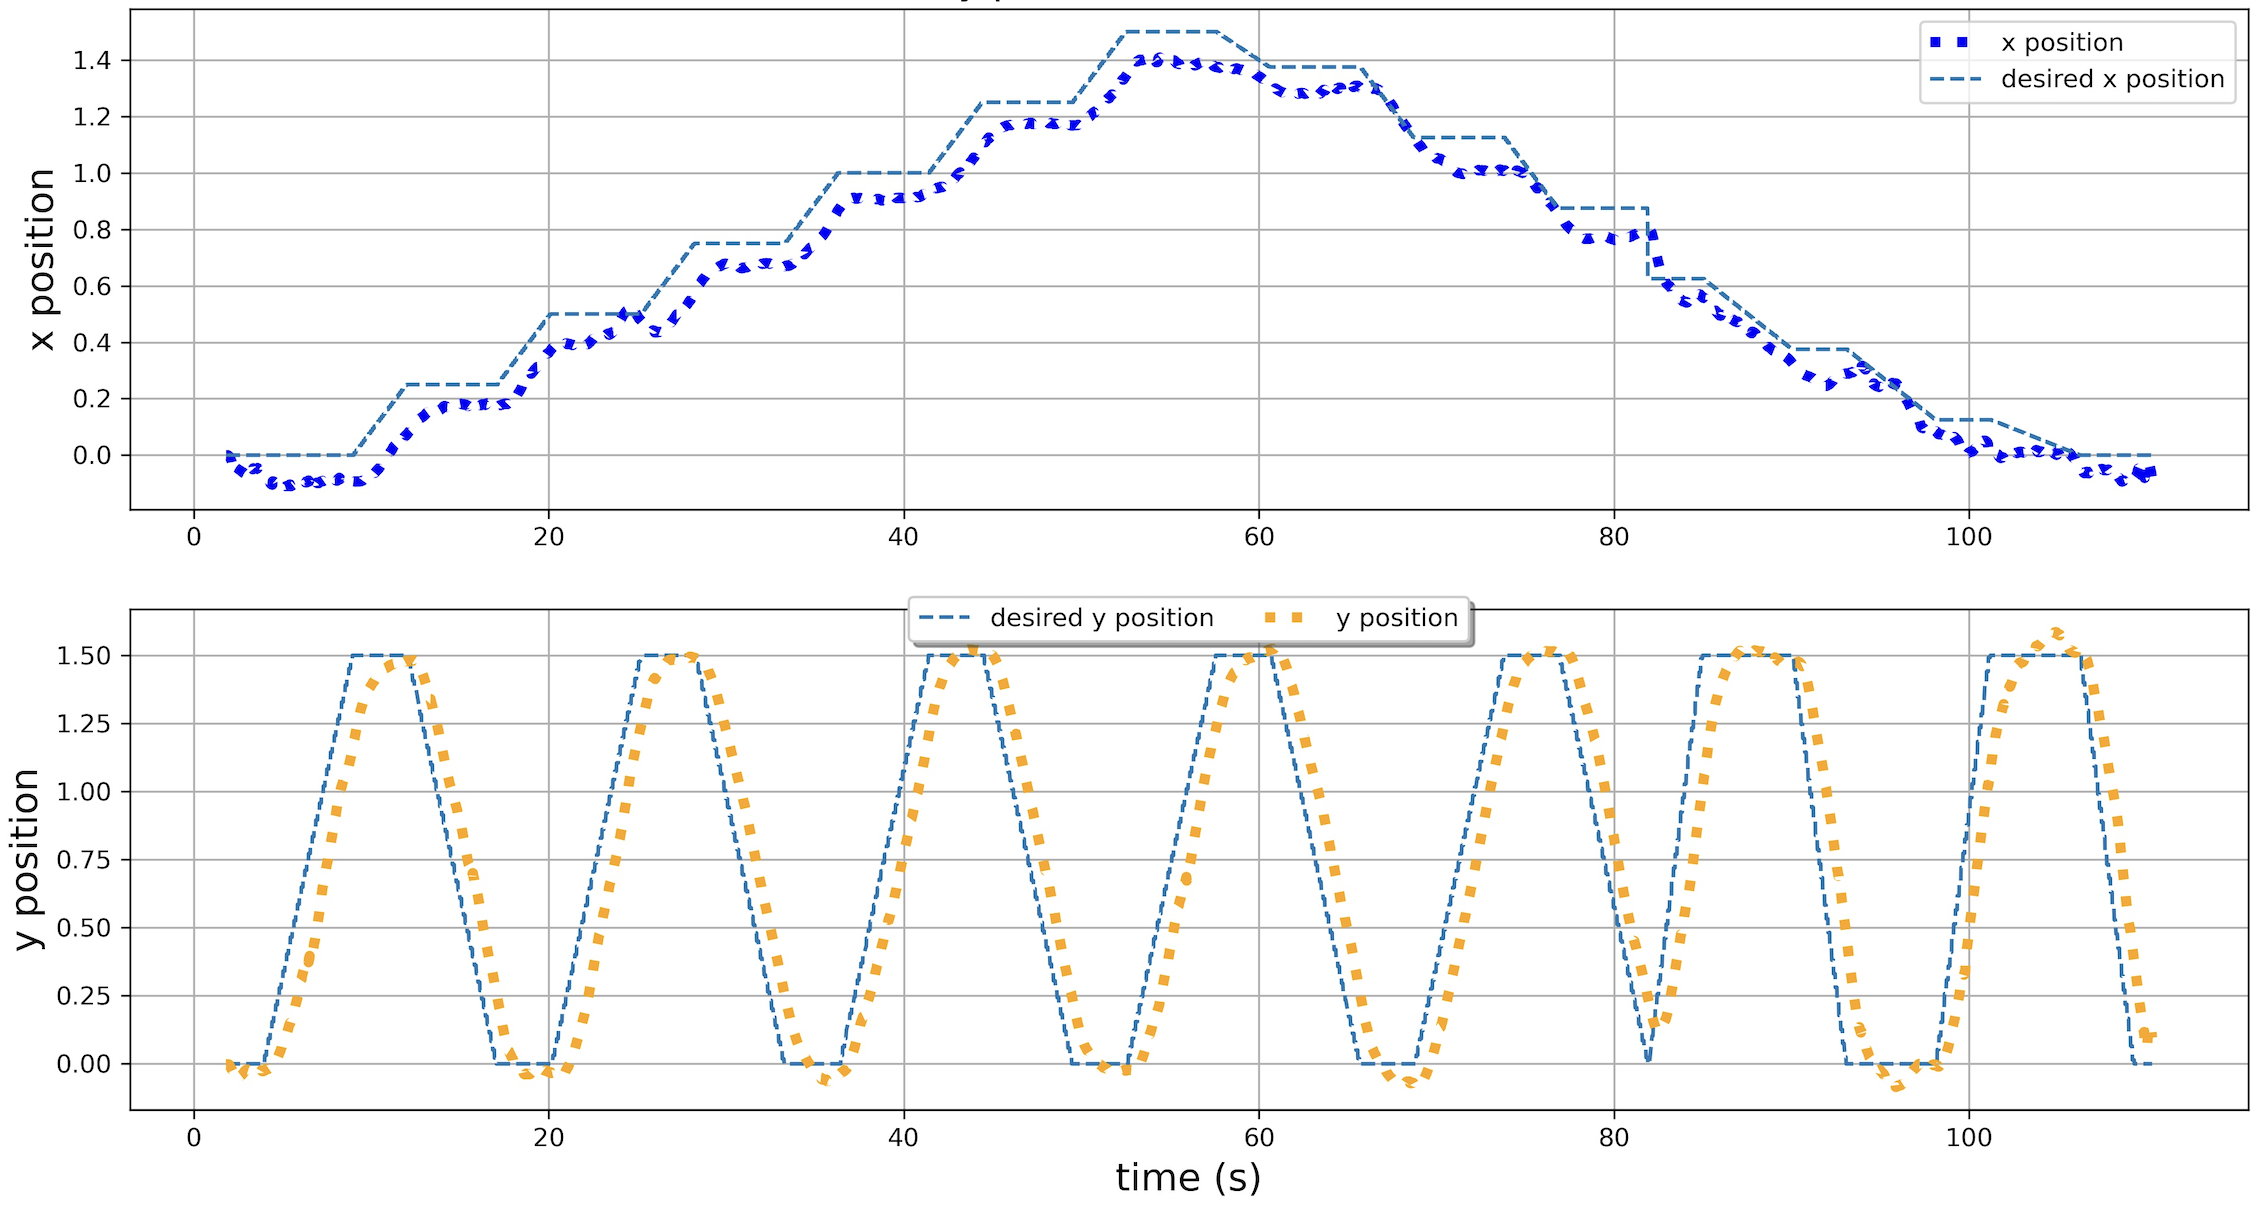 1.4
1.2
1.0
0.8
0.6
0.4
0.2
0.0
x position
x position
desired x position
0 20 40 60 80 100
desired y position y position
1.50
1.25
1.00
0.75
0.50
0.25
0.00
y position
0 20 40 60 80 100
time (s)